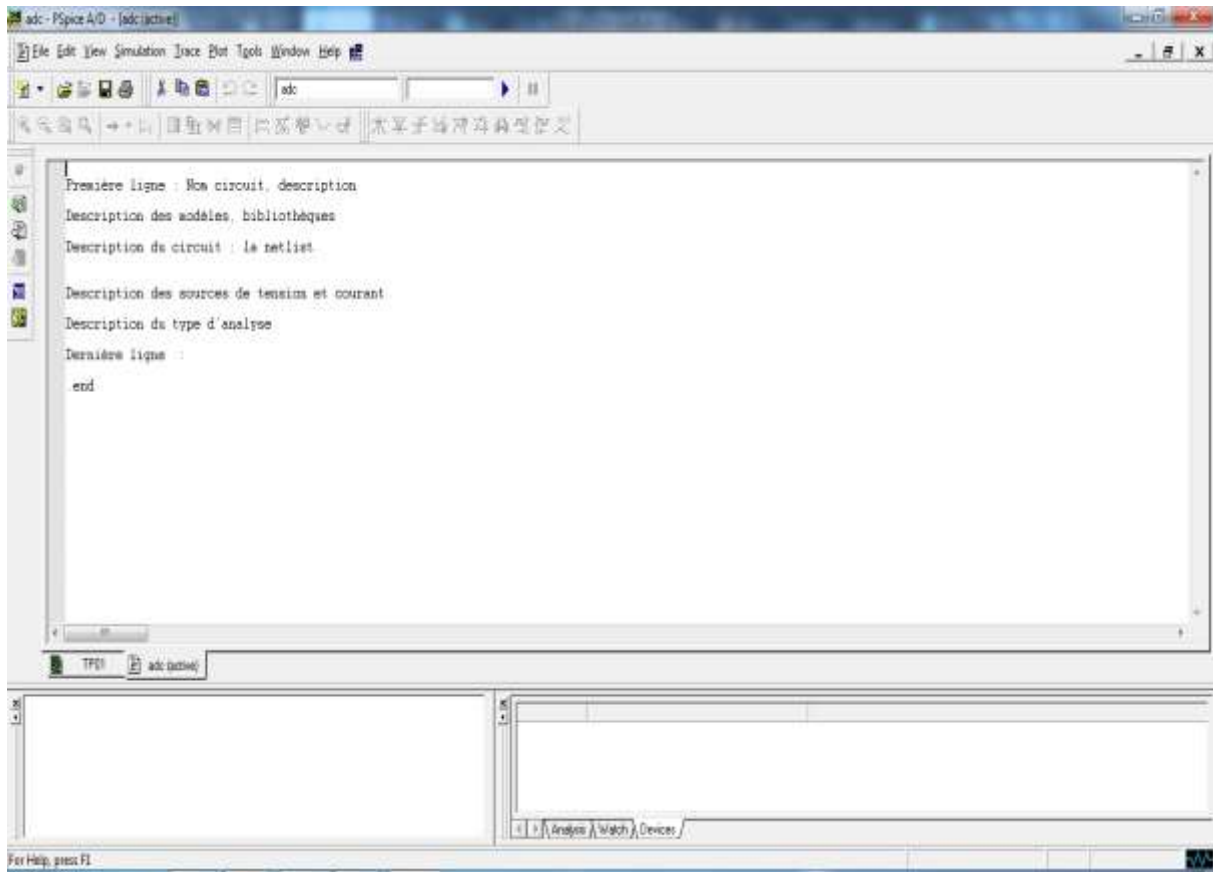 adc - PSpice A/D - [adc (active)]
File Edit View Simulation Trace Plot Tools Window Help
adc
Première ligne : Nom circuit, description
Description des modèles, bibliothèques
Description du circuit : la netlist
Description des sources de tension et courant
Description du type d'analyse
Dernière ligne :
.end
TP01 adc (active)
Analysis Watch Devices
For Help, press F1